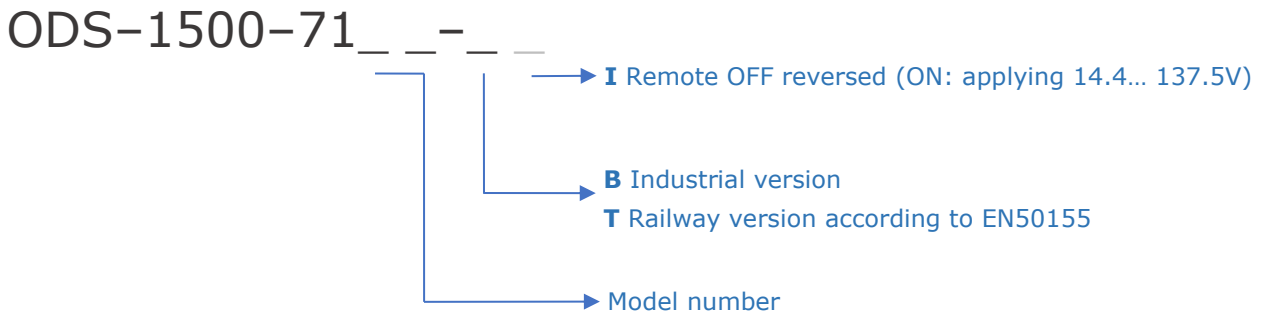 ODS–1500–71_ _–_ _
I Remote OFF reversed (ON: applying 14.4… 137.5V)
B Industrial version
T Railway version according to EN50155
Model number